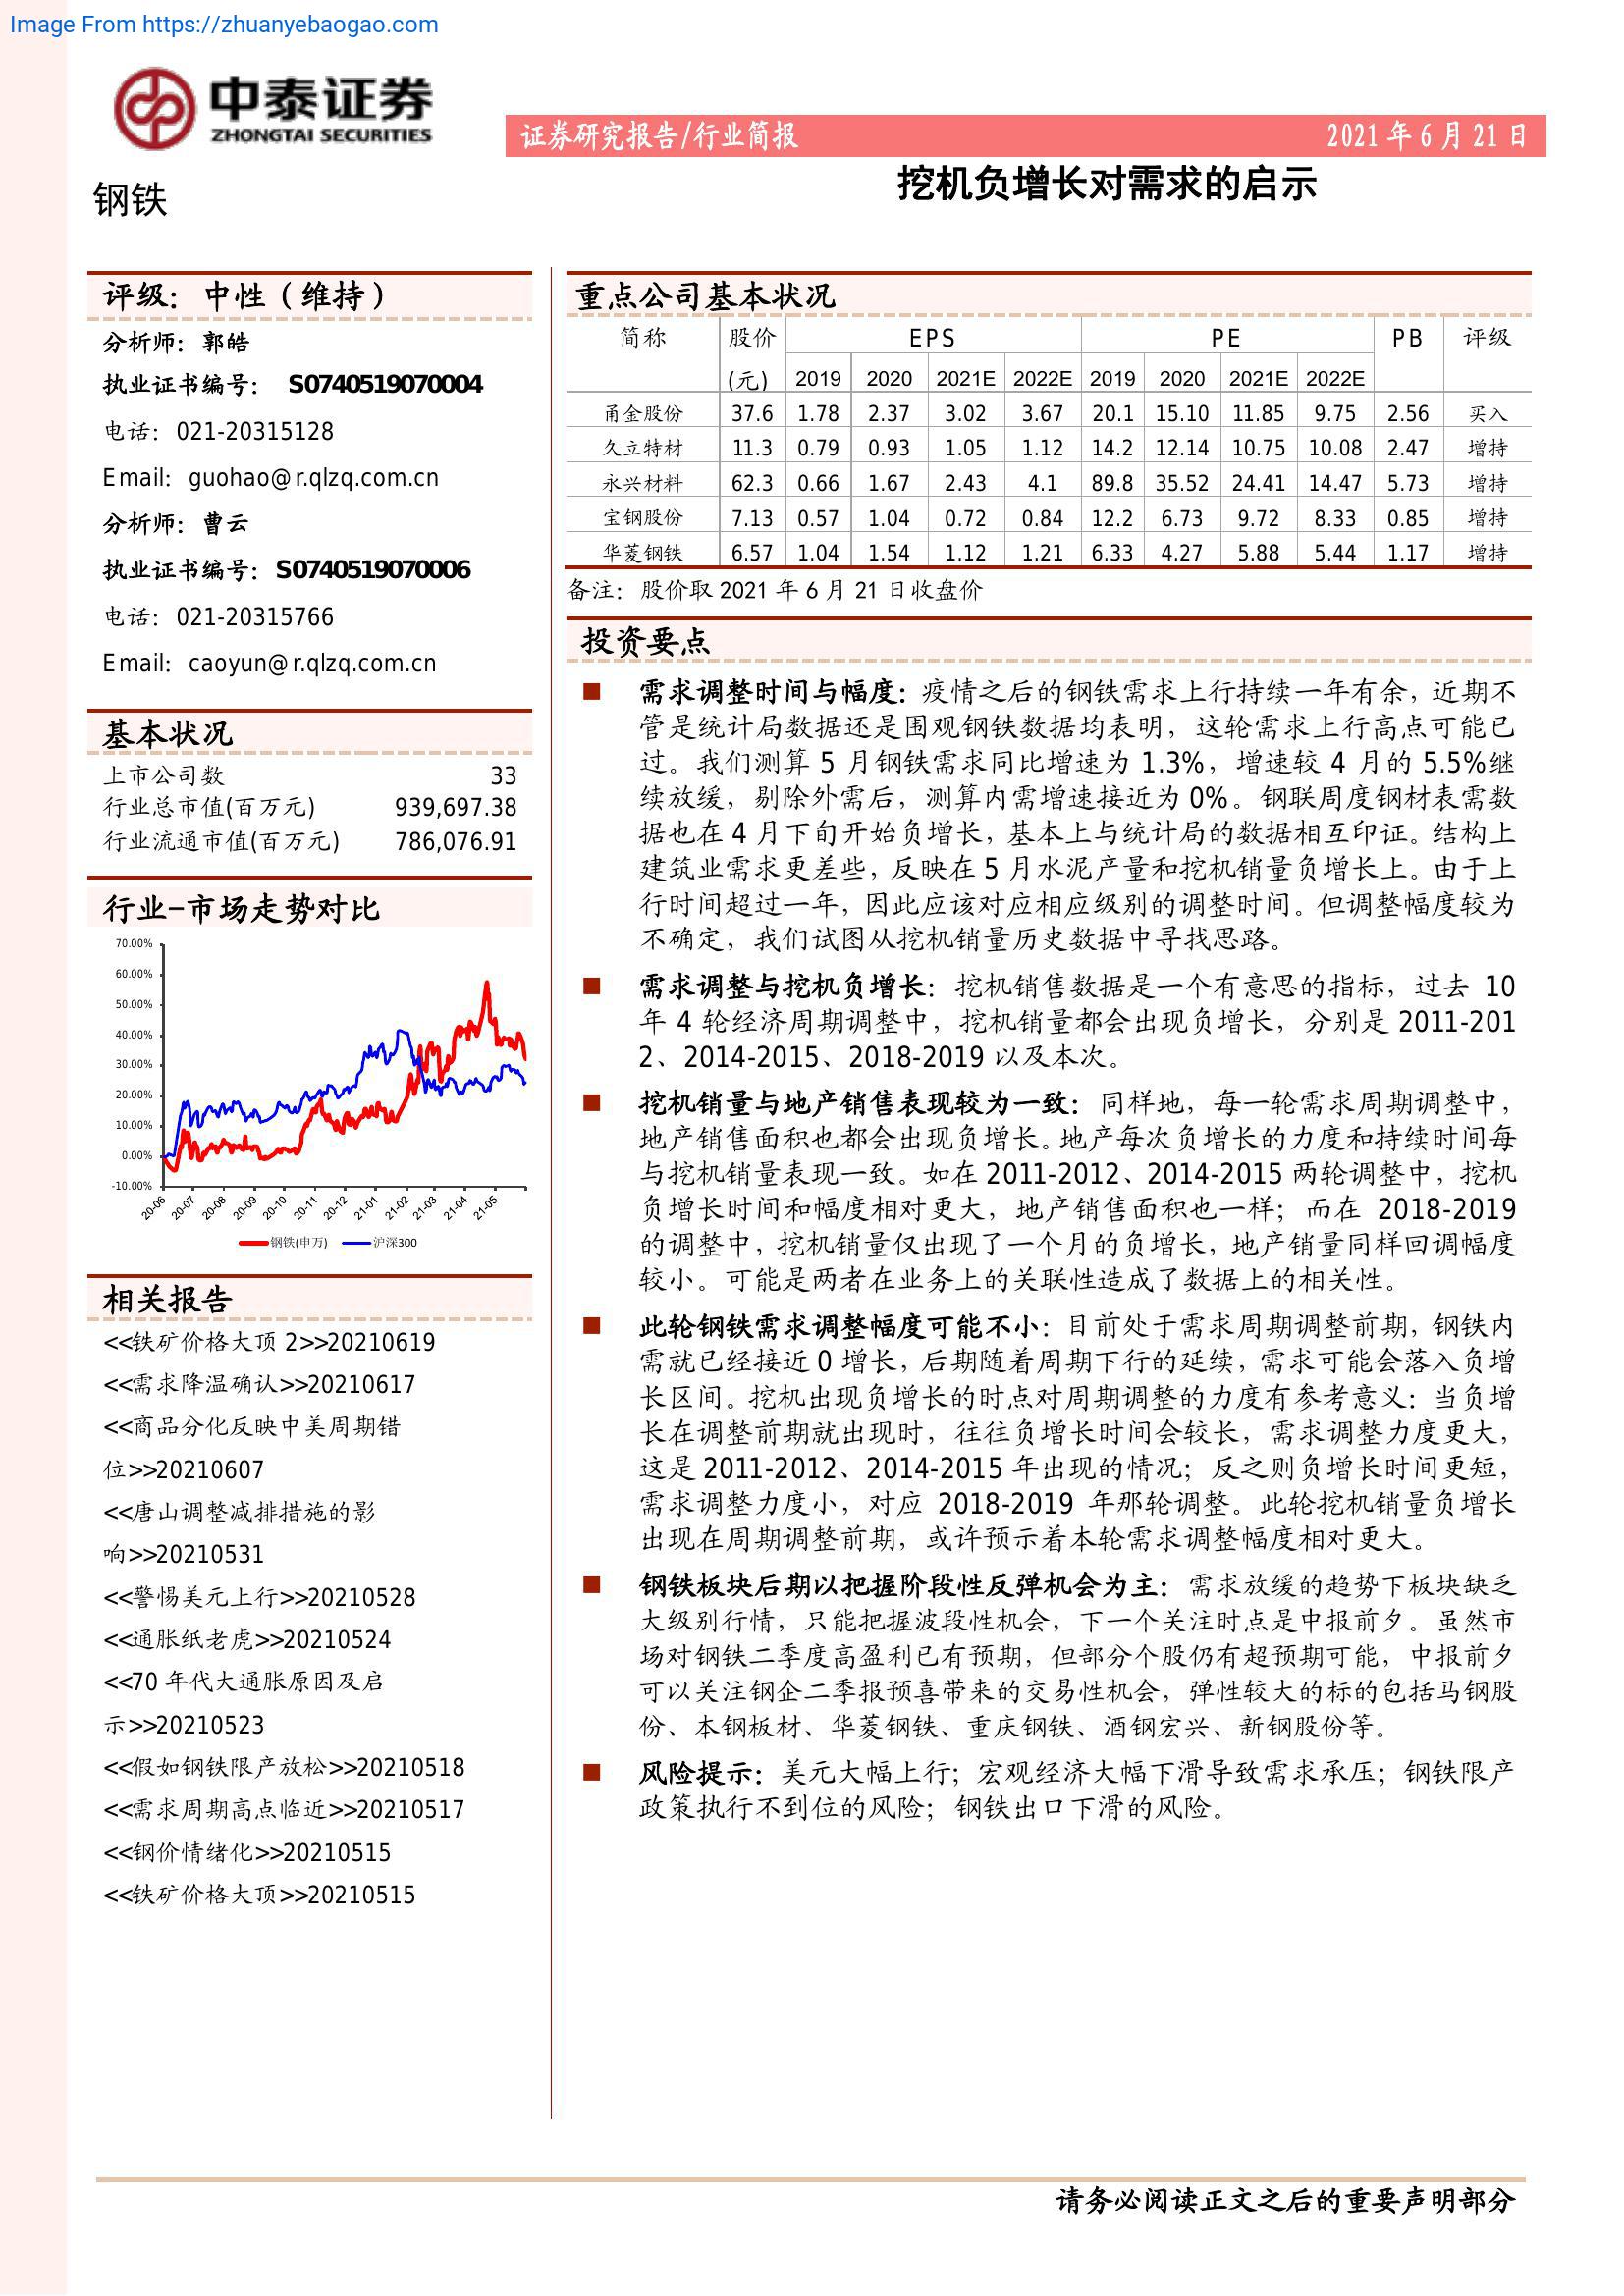 Image From https://zhuanyebaogao.com
中泰证券
ZHONGTAI SECURITIES
证券研究报告/行业简报 2021 年 6 月 21 日
钢铁
挖机负增长对需求的启示
评级：中性（维持）
分析师：郭皓
执业证书编号： S0740519070004
电话：021-20315128
Email：guohao@r.qlzq.com.cn
分析师：曹云
执业证书编号：S0740519070006
电话：021-20315766
Email：caoyun@r.qlzq.com.cn
基本状况
上市公司数 33
行业总市值(百万元) 939,697.38
行业流通市值(百万元) 786,076.91
行业-市场走势对比
70.00%
60.00%
50.00%
40.00%
30.00%
20.00%
10.00%
0.00%
-10.00%
20-06 20-07 20-08 20-09 20-10 20-11 20-12 21-01 21-02 21-03 21-04 21-05
钢铁(申万) 沪深300
相关报告
<<铁矿价格大顶 2>>20210619
<<需求降温确认>>20210617
<<商品分化反映中美周期错
位>>20210607
<<唐山调整减排措施的影
响>>20210531
<<警惕美元上行>>20210528
<<通胀纸老虎>>20210524
<<70 年代大通胀原因及启
示>>20210523
<<假如钢铁限产放松>>20210518
<<需求周期高点临近>>20210517
<<钢价情绪化>>20210515
<<铁矿价格大顶>>20210515
重点公司基本状况
简称 股价 EPS PE PB 评级
(元) 2019 2020 2021E 2022E 2019 2020 2021E 2022E
甬金股份 37.6 1.78 2.37 3.02 3.67 20.1 15.10 11.85 9.75 2.56 买入
久立特材 11.3 0.79 0.93 1.05 1.12 14.2 12.14 10.75 10.08 2.47 增持
永兴材料 62.3 0.66 1.67 2.43 4.1 89.8 35.52 24.41 14.47 5.73 增持
宝钢股份 7.13 0.57 1.04 0.72 0.84 12.2 6.73 9.72 8.33 0.85 增持
华菱钢铁 6.57 1.04 1.54 1.12 1.21 6.33 4.27 5.88 5.44 1.17 增持
备注：股价取 2021 年 6 月 21 日收盘价
投资要点
需求调整时间与幅度：疫情之后的钢铁需求上行持续一年有余，近期不
管是统计局数据还是围观钢铁数据均表明，这轮需求上行高点可能已
过。我们测算 5 月钢铁需求同比增速为 1.3%，增速较 4 月的 5.5%继
续放缓，剔除外需后，测算内需增速接近为 0%。钢联周度钢材表需数
据也在 4 月下旬开始负增长，基本上与统计局的数据相互印证。结构上
建筑业需求更差些，反映在 5 月水泥产量和挖机销量负增长上。由于上
行时间超过一年，因此应该对应相应级别的调整时间。但调整幅度较为
不确定，我们试图从挖机销量历史数据中寻找思路。
需求调整与挖机负增长：挖机销售数据是一个有意思的指标，过去 10
年 4 轮经济周期调整中，挖机销量都会出现负增长，分别是 2011-201
2、2014-2015、2018-2019 以及本次。
挖机销量与地产销售表现较为一致：同样地，每一轮需求周期调整中，
地产销售面积也都会出现负增长。地产每次负增长的力度和持续时间每
与挖机销量表现一致。如在 2011-2012、2014-2015 两轮调整中，挖机
负增长时间和幅度相对更大，地产销售面积也一样；而在 2018-2019
的调整中，挖机销量仅出现了一个月的负增长，地产销量同样回调幅度
较小。可能是两者在业务上的关联性造成了数据上的相关性。
此轮钢铁需求调整幅度可能不小：目前处于需求周期调整前期，钢铁内
需就已经接近 0 增长，后期随着周期下行的延续，需求可能会落入负增
长区间。挖机出现负增长的时点对周期调整的力度有参考意义：当负增
长在调整前期就出现时，往往负增长时间会较长，需求调整力度更大，
这是 2011-2012、2014-2015 年出现的情况；反之则负增长时间更短，
需求调整力度小，对应 2018-2019 年那轮调整。此轮挖机销量负增长
出现在周期调整前期，或许预示着本轮需求调整幅度相对更大。
钢铁板块后期以把握阶段性反弹机会为主：需求放缓的趋势下板块缺乏
大级别行情，只能把握波段性机会，下一个关注时点是中报前夕。虽然市
场对钢铁二季度高盈利已有预期，但部分个股仍有超预期可能，中报前夕
可以关注钢企二季报预喜带来的交易性机会，弹性较大的标的包括马钢股
份、本钢板材、华菱钢铁、重庆钢铁、酒钢宏兴、新钢股份等。
风险提示：美元大幅上行；宏观经济大幅下滑导致需求承压；钢铁限产
政策执行不到位的风险；钢铁出口下滑的风险。
请务必阅读正文之后的重要声明部分